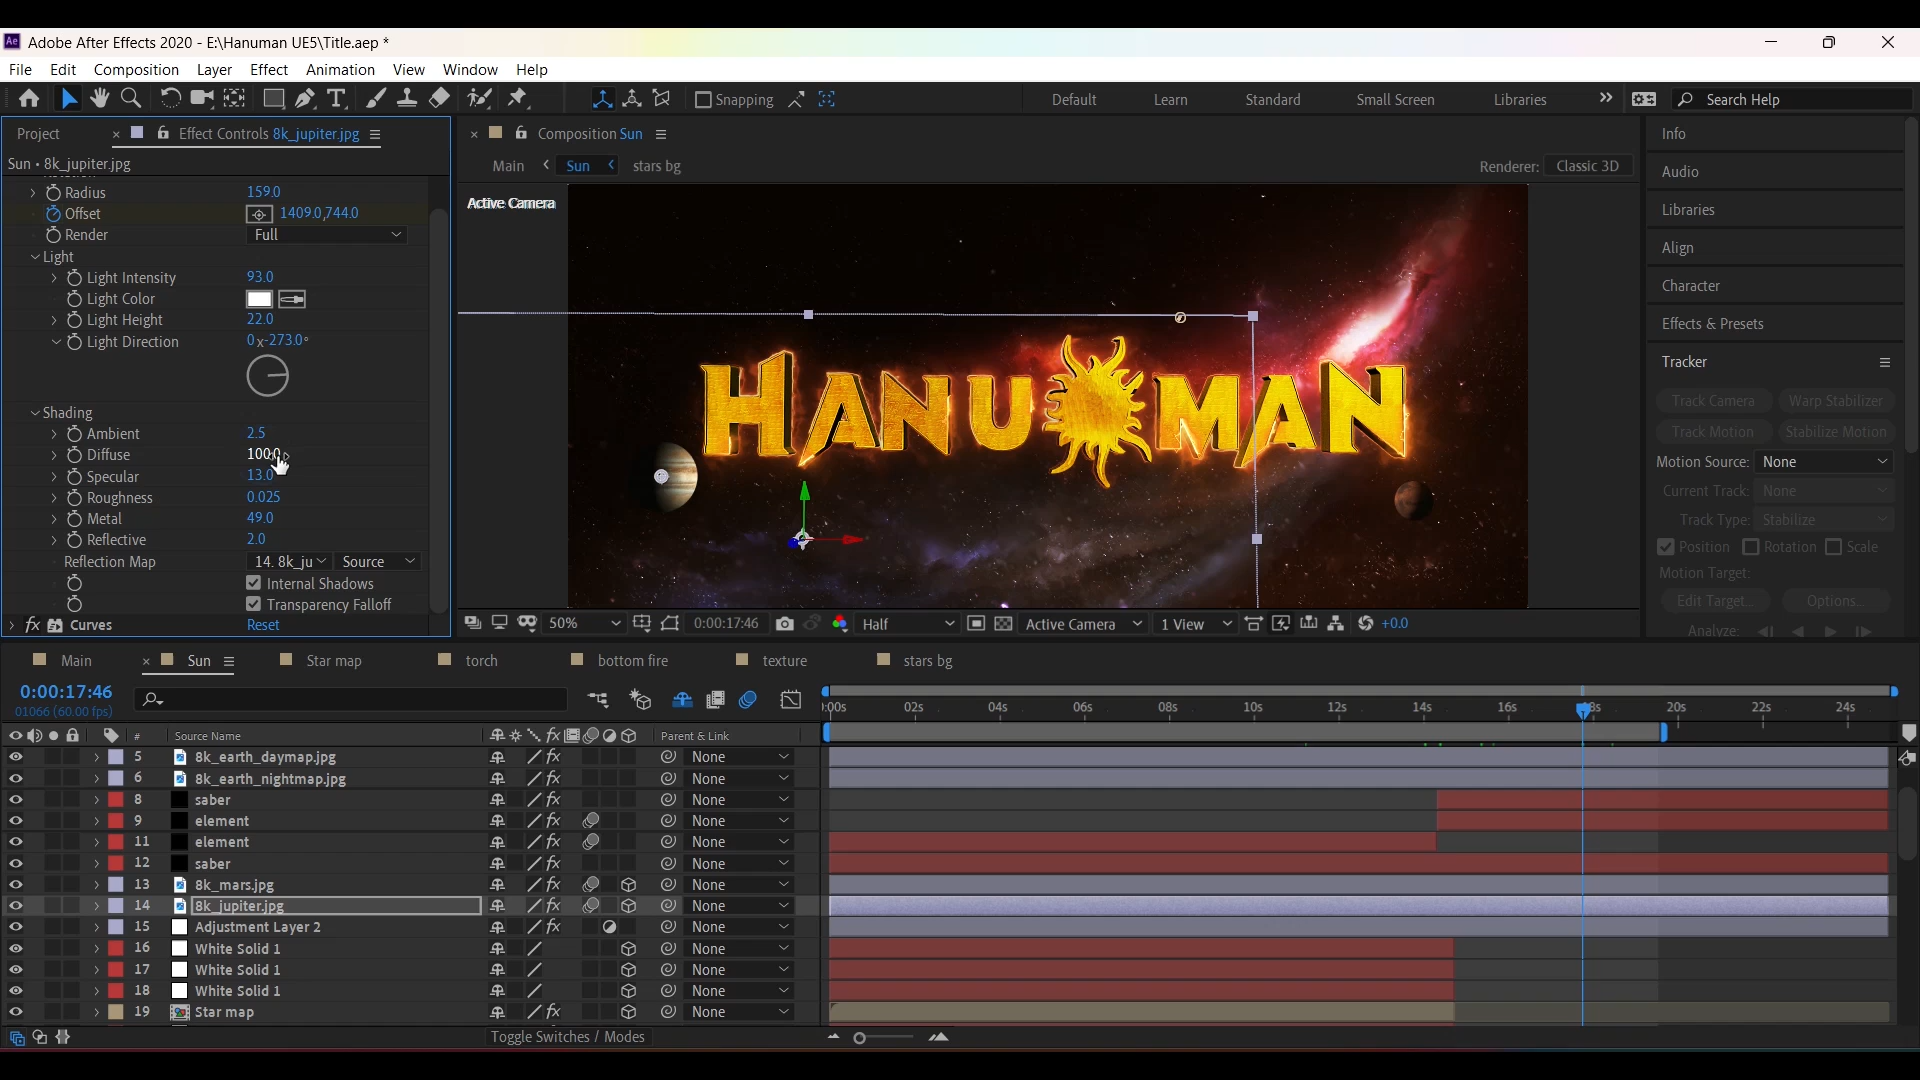 Adobe After Effects 2020 - E:\Hanuman UE5\Title.aep *
File Edit Composition Layer Effect Animation View Window Help
Snapping Default Learn Standard Small Screen Libraries Search Help
Project Effect Controls 8k_jupiter.jpg
Sun • 8k_jupiter.jpg
Radius 159.0
Offset 1409.0,744.0
Render Full
Light
Light Intensity 93.0
Light Color
Light Height 22.0
Light Direction 0x-273.0°
Shading
Ambient 2.5
Diffuse 100.0
Specular 13.0
Roughness 0.025
Metal 49.0
Reflective 2.0
Reflection Map 14. 8k_ju Source
Internal Shadows
Transparency Falloff
fx Curves Reset
Composition Sun
Main Sun stars bg
Renderer: Classic 3D
Active Camera
HANUMAN
50% 0:00:17:46 Half Active Camera 1 View +0.0
Info
Audio
Libraries
Align
Character
Effects & Presets
Tracker
Track Camera Warp Stabilizer
Track Motion Stabilize Motion
Motion Source: None
Current Track: None
Track Type: Stabilize
Position Rotation Scale
Motion Target:
Edit Target... Options...
Analyze:
Main Sun Star map torch bottom fire texture stars bg
0:00:17:46
01066 (60.00 fps)
:00s 02s 04s 06s 08s 10s 12s 14s 16s 18s 20s 22s 24s
# Source Name Parent & Link
5 8k_earth_daymap.jpg None
6 8k_earth_nightmap.jpg None
8 saber None
9 element None
11 element None
12 saber None
13 8k_mars.jpg None
14 8k_jupiter.jpg None
15 Adjustment Layer 2 None
16 White Solid 1 None
17 White Solid 1 None
18 White Solid 1 None
19 Star map None
Toggle Switches / Modes